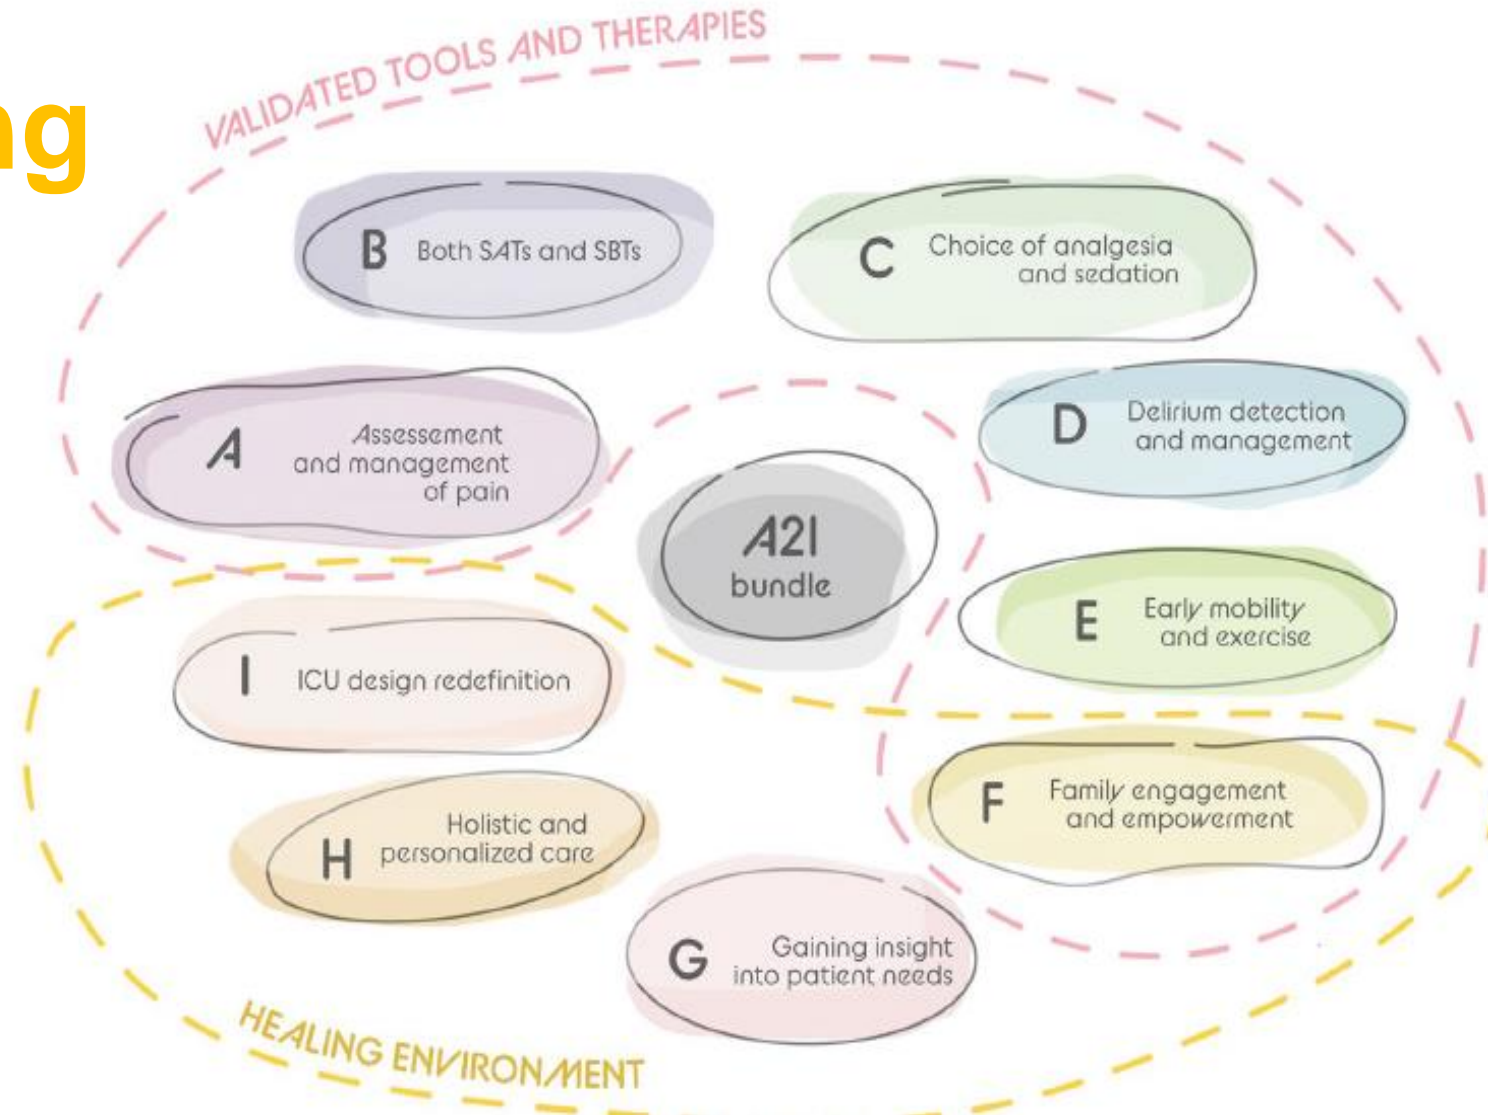 ng
VALIDATED TOOLS AND THERAPIES
B Both SATs and SBTs
C Choice of analgesia
and sedation
A Assessement
and management
of pain
D Delirium detection
and management
A2I
bundle
E Early mobility
and exercise
I ICU design redefinition
F Family engagement
and empowerment
H Holistic and
personalized care
G Gaining insight
into patient needs
HEALING ENVIRONMENT